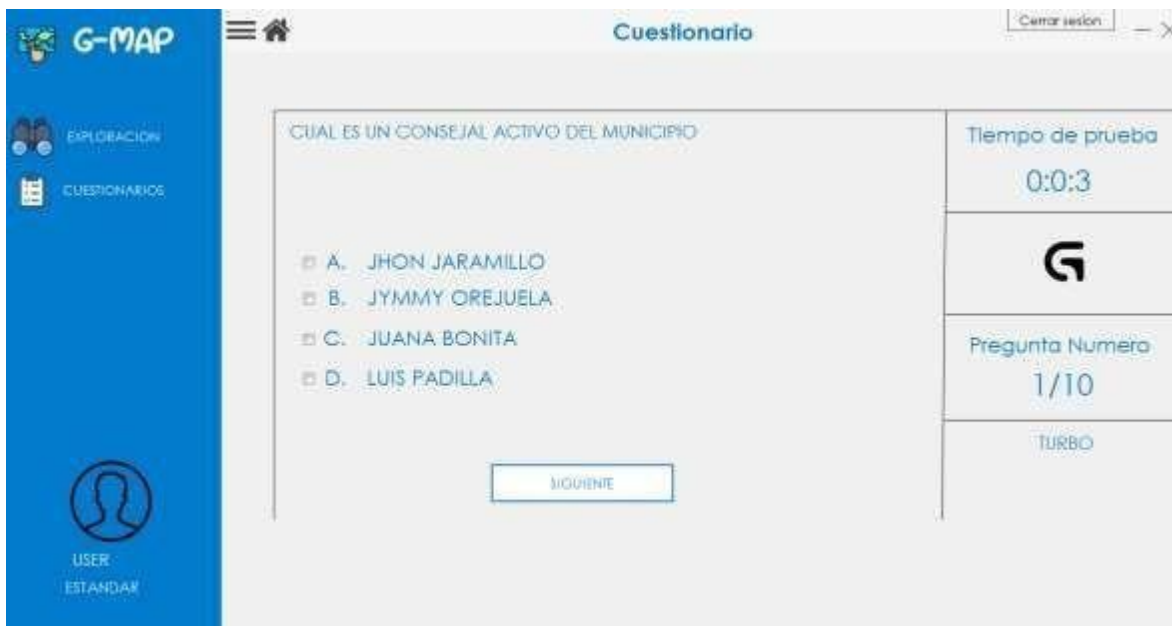 G-MAP
Cuestionario
Cerrar sesion
EXPLORACION
CUESTIONARIOS
CUAL ES UN CONSEJAL ACTIVO DEL MUNICIPIO
A. JHON JARAMILLO
B. JYMMY OREJUELA
C. JUANA BONITA
D. LUIS PADILLA
SIGUIENTE
Tiempo de prueba
0:0:3
Pregunta Numero
1/10
TURBO
USER
ESTANDAR